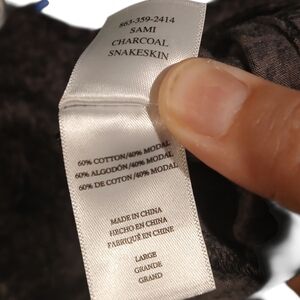 863-359-2414
SAMI
CHARCOAL
SNAKESKIN
60% COTTON/40% MODAL
60% ALGODÓN/40% MODAL
60% DE COTON/40% MODAL
MADE IN CHINA
HECHO EN CHINA
FABRIQUÉ EN CHINE
LARGE
GRANDE
GRAND